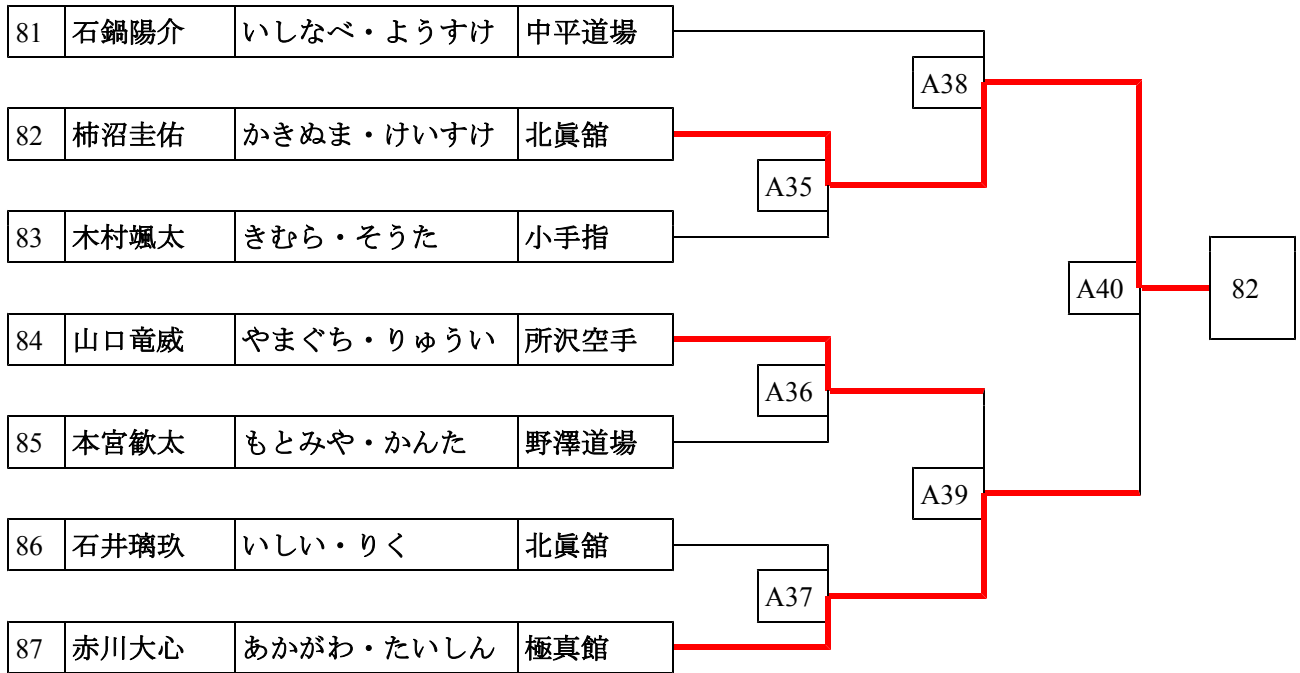 81 石鍋陽介 いしなべ・ようすけ 中平道場
A38
82 柿沼圭佑 かきぬま・けいすけ 北眞舘
A35
83 木村颯太 きむら・そうた 小手指
A40 82
84 山口竜威 やまぐち・りゅうい 所沢空手
A36
85 本宮歓太 もとみや・かんた 野澤道場
A39
86 石井璃玖 いしい・りく 北眞舘
A37
87 赤川大心 あかがわ・たいしん 極真館